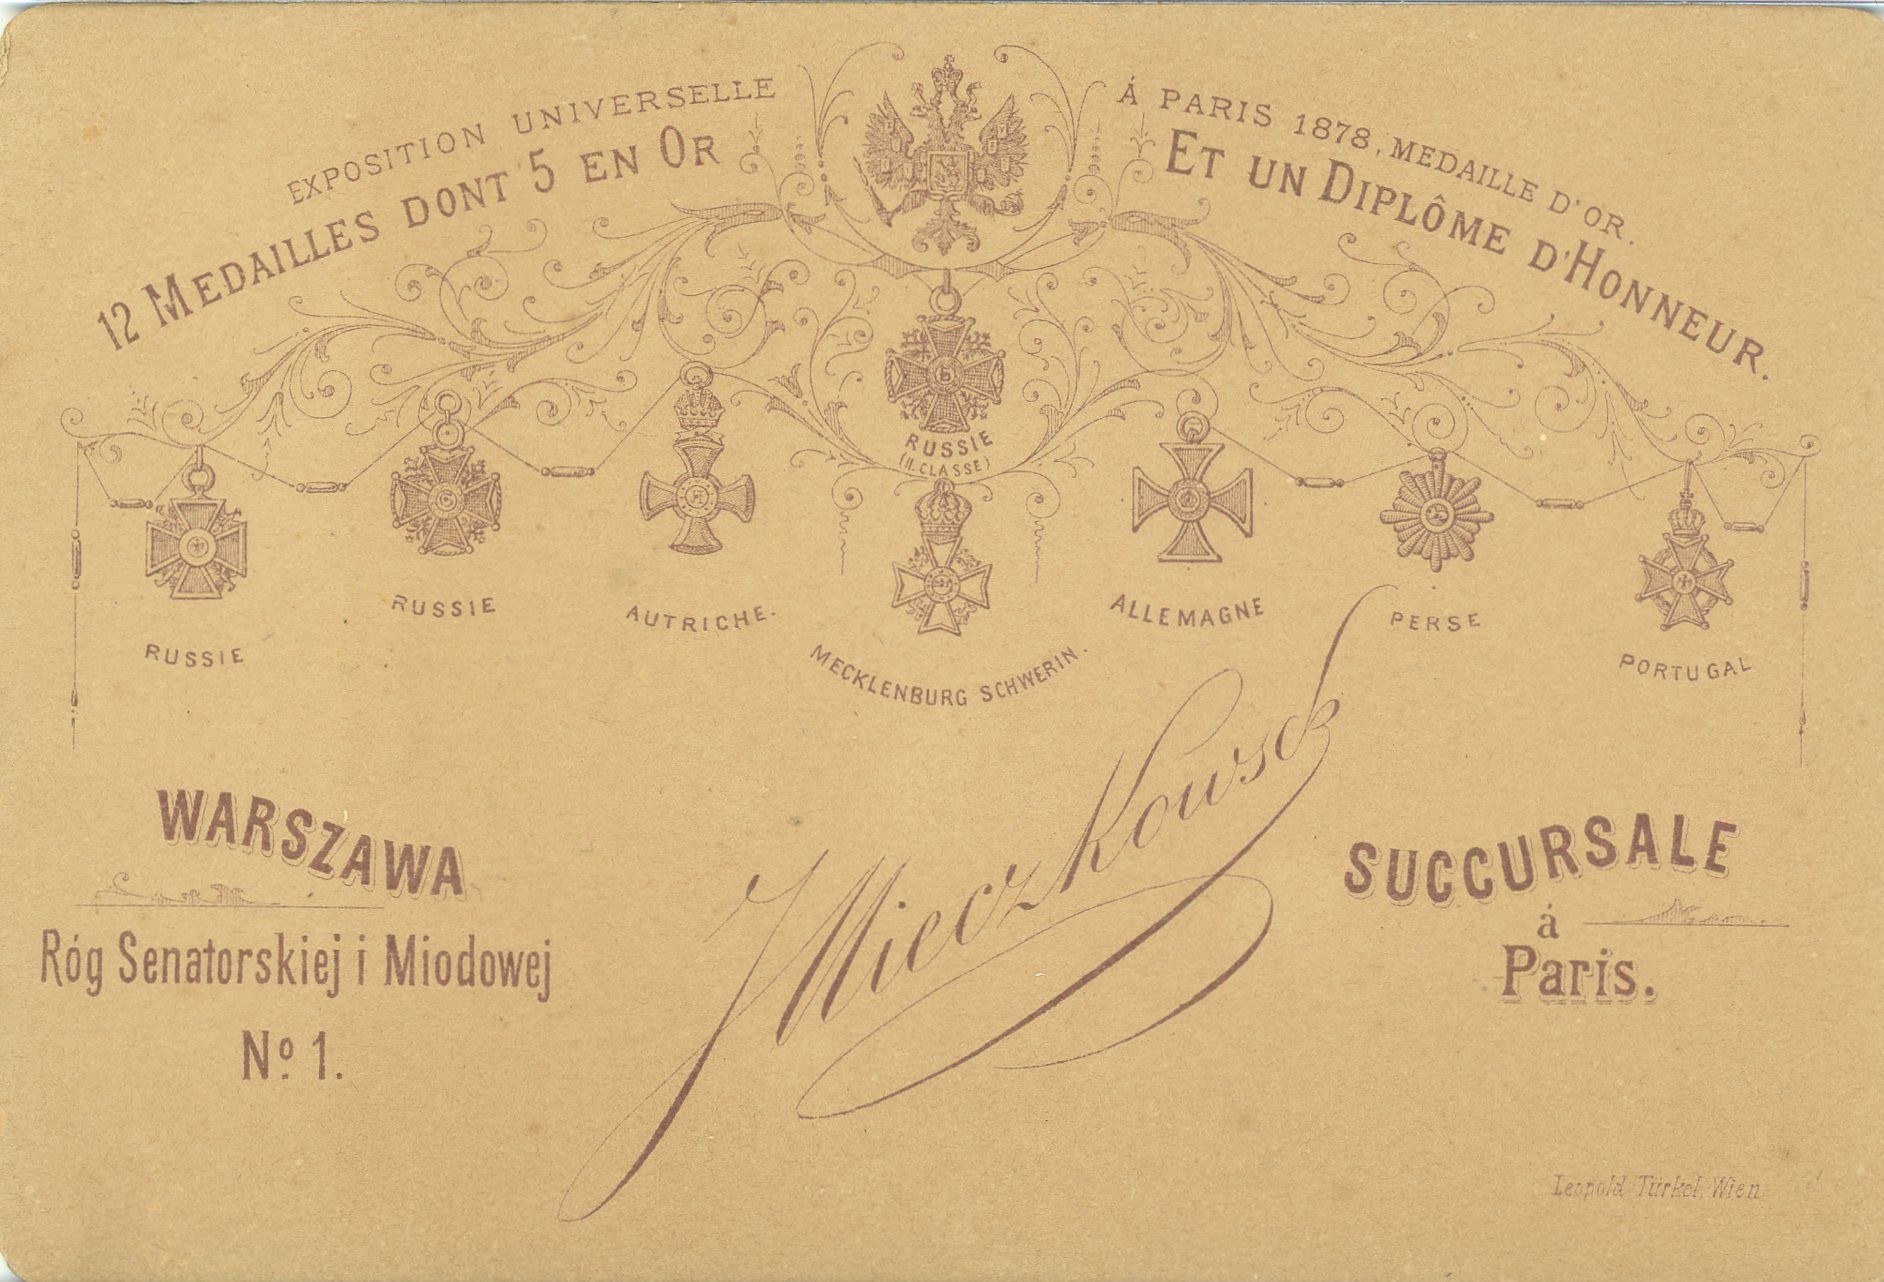 EXPOSITION UNIVERSELLE Á PARIS 1878, MEDAILLE D'OR.
12 MEDAILLES DONT 5 EN OR ET UN DIPLÔME D'HONNEUR.
RUSSIE
(II. CLASSE)
RUSSIE
RUSSIE
AUTRICHE.
MECKLENBURG SCHWERIN.
ALLEMAGNE
PERSE
PORTUGAL
JMieczkowski
WARSZAWA
Róg Senatorskiej i Miodowej
Nº 1.
SUCCURSALE
á
Paris.
Leopold Türkel, Wien